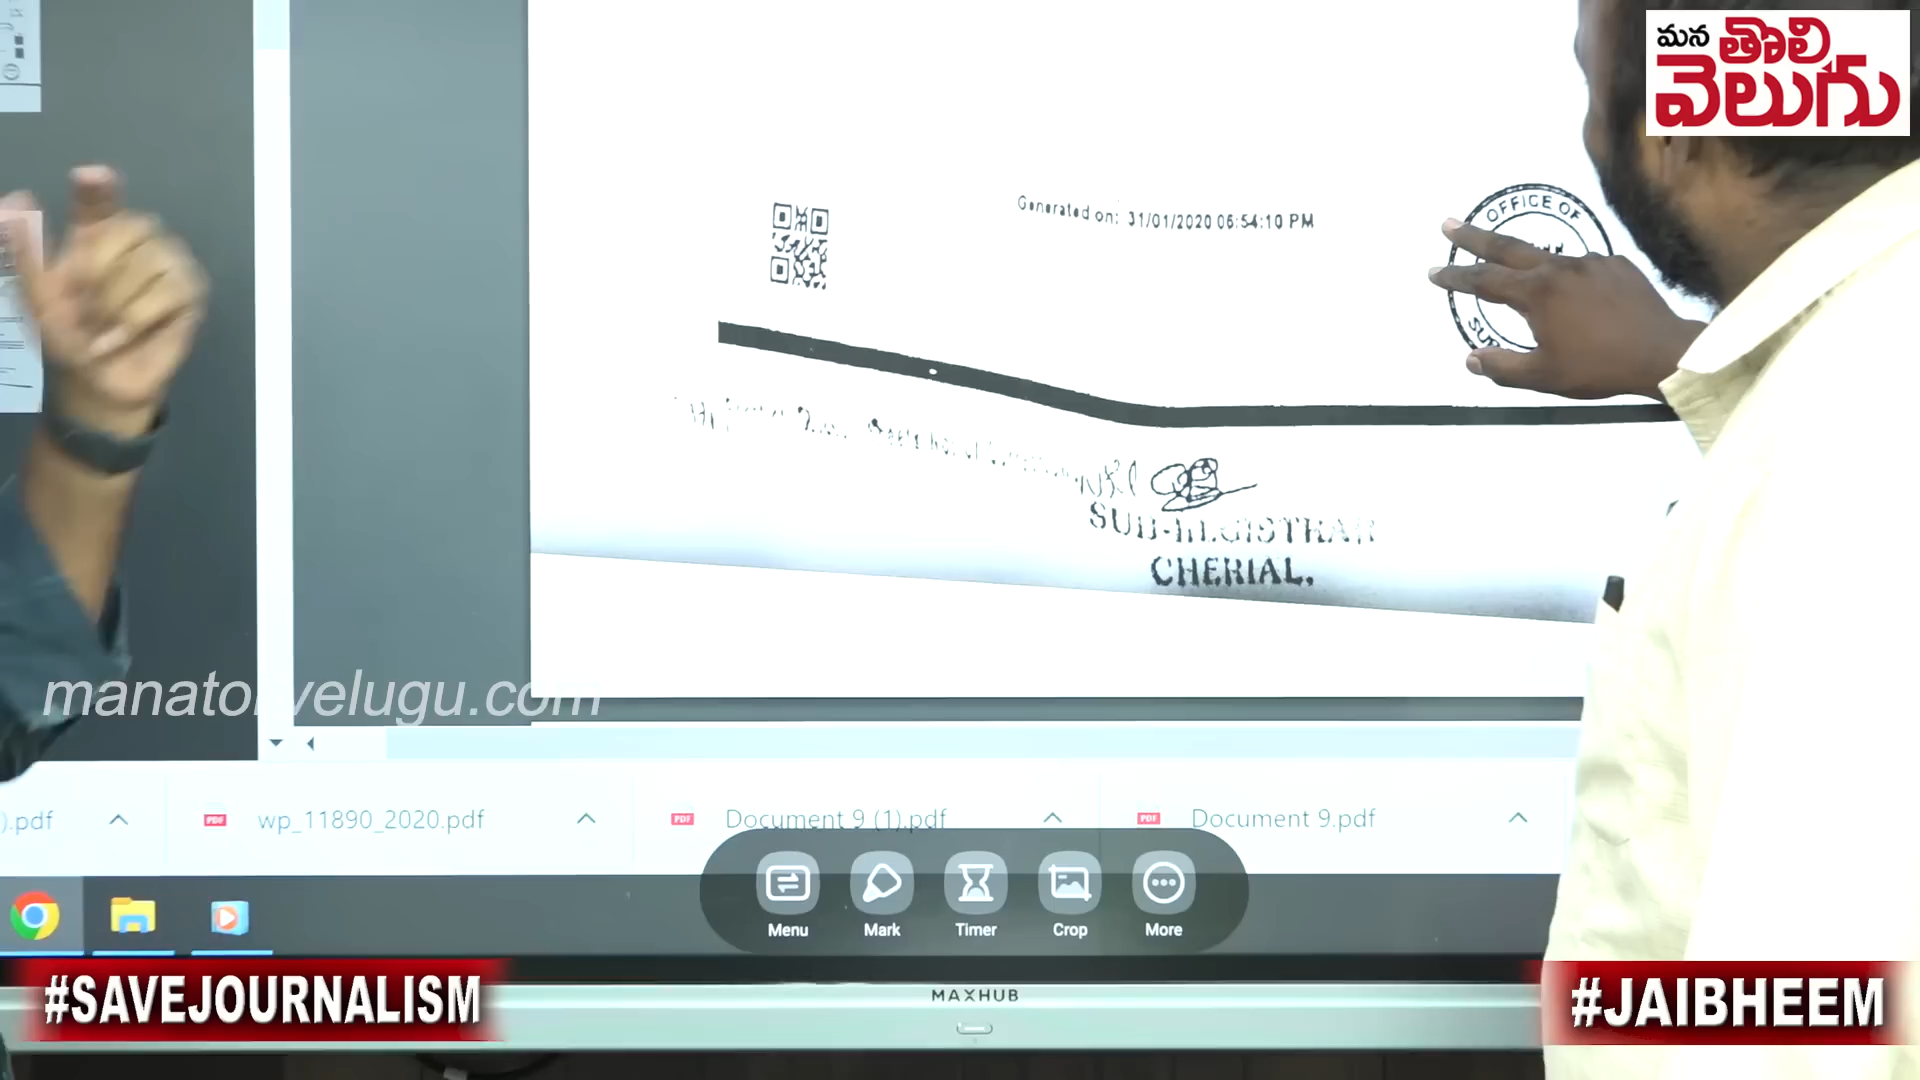 మన తొలి
వెలుగు
Generated on: 31/01/2020 06:54:10 PM
OFFICE OF
SUB-REGISTRAR
CHERIAL.
manatolivelugu.com
).pdf
wp_11890_2020.pdf
Document 9 (1).pdf
Document 9.pdf
Menu
Mark
Timer
Crop
More
MAXHUB
#SAVEJOURNALISM
#JAIBHEEM